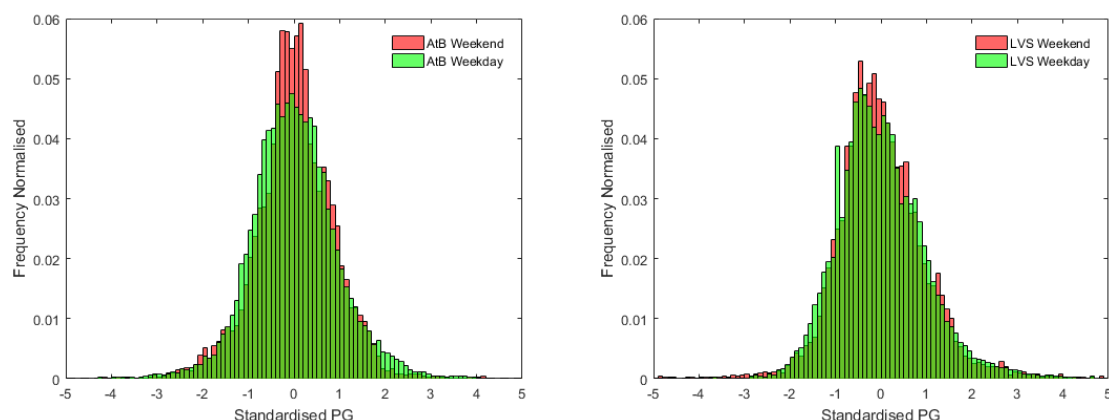 0.06
0.05
0.04
0.03
0.02
0.01
0
Frequency Normalised
-5 -4 -3 -2 -1 0 1 2 3 4 5
Standardised PG
AtB Weekend
AtB Weekday
0.06
0.05
0.04
0.03
0.02
0.01
0
Frequency Normalised
-5 -4 -3 -2 -1 0 1 2 3 4 5
Standardised PG
LVS Weekend
LVS Weekday